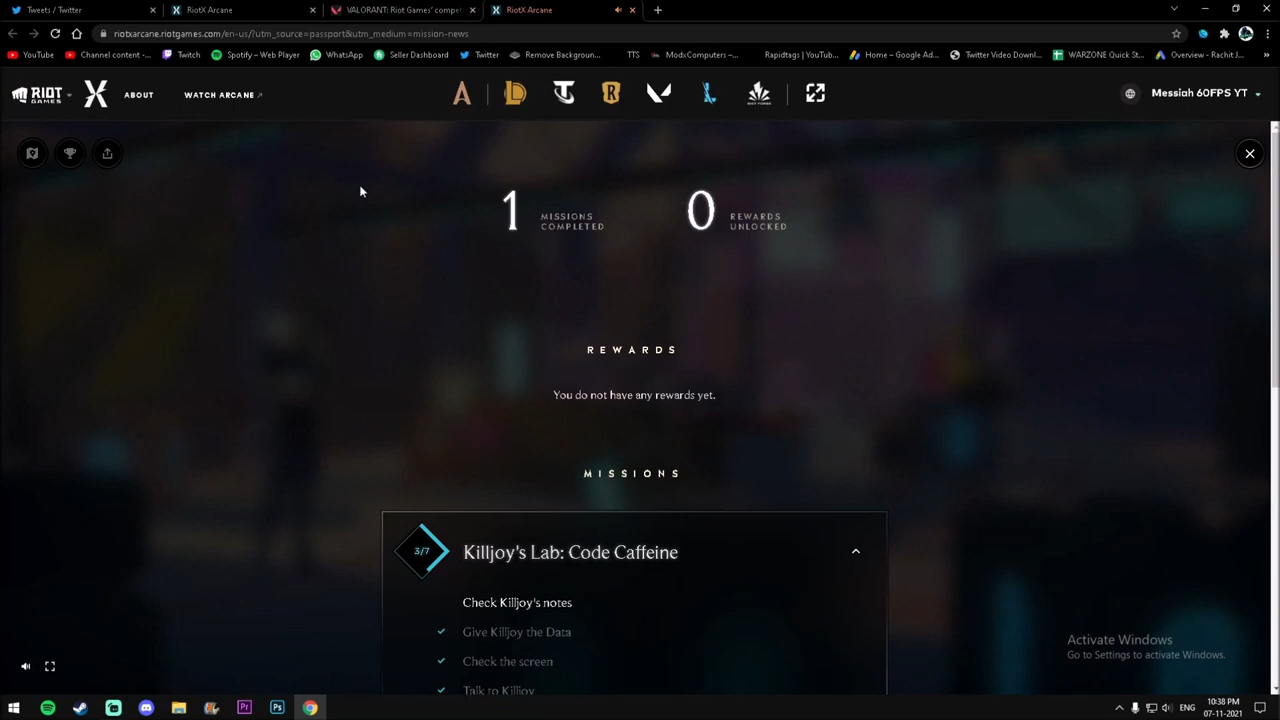 Tweets / Twitter
RiotX Arcane
VALORANT: Riot Games' compet
RiotX Arcane
riotxarcane.riotgames.com/en-us/?utm_source=passport&utm_medium=mission-news
YouTube
Channel content -...
Twitch
Spotify – Web Player
WhatsApp
Seller Dashboard
Twitter
Remove Backgroun...
TTS
ModxComputers –...
Rapidtags | YouTub...
Home – Google Ad...
Twitter Video Downl...
WARZONE Quick St...
Overview - Rachit J...
RIOT GAMES
ABOUT
WATCH ARCANE
Messiah 60FPS YT
1 MISSIONS COMPLETED
0 REWARDS UNLOCKED
REWARDS
You do not have any rewards yet.
MISSIONS
3/7
Killjoy's Lab: Code Caffeine
Check Killjoy's notes
Give Killjoy the Data
Check the screen
Talk to Killjoy
Activate Windows
Go to Settings to activate Windows.
ENG
10:38 PM
07-11-2021